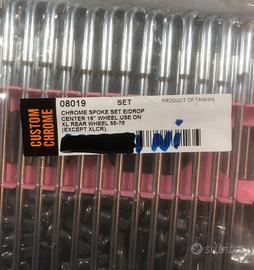 08019 SET PRODUCT OF TAIWAN
CHROME SPOKE SET E/DROP
CENTER 16" WHEEL,USE ON
XL REAR WHEEL 55-78
(EXCEPT XLCR).
CUSTOM
CHROME
subito